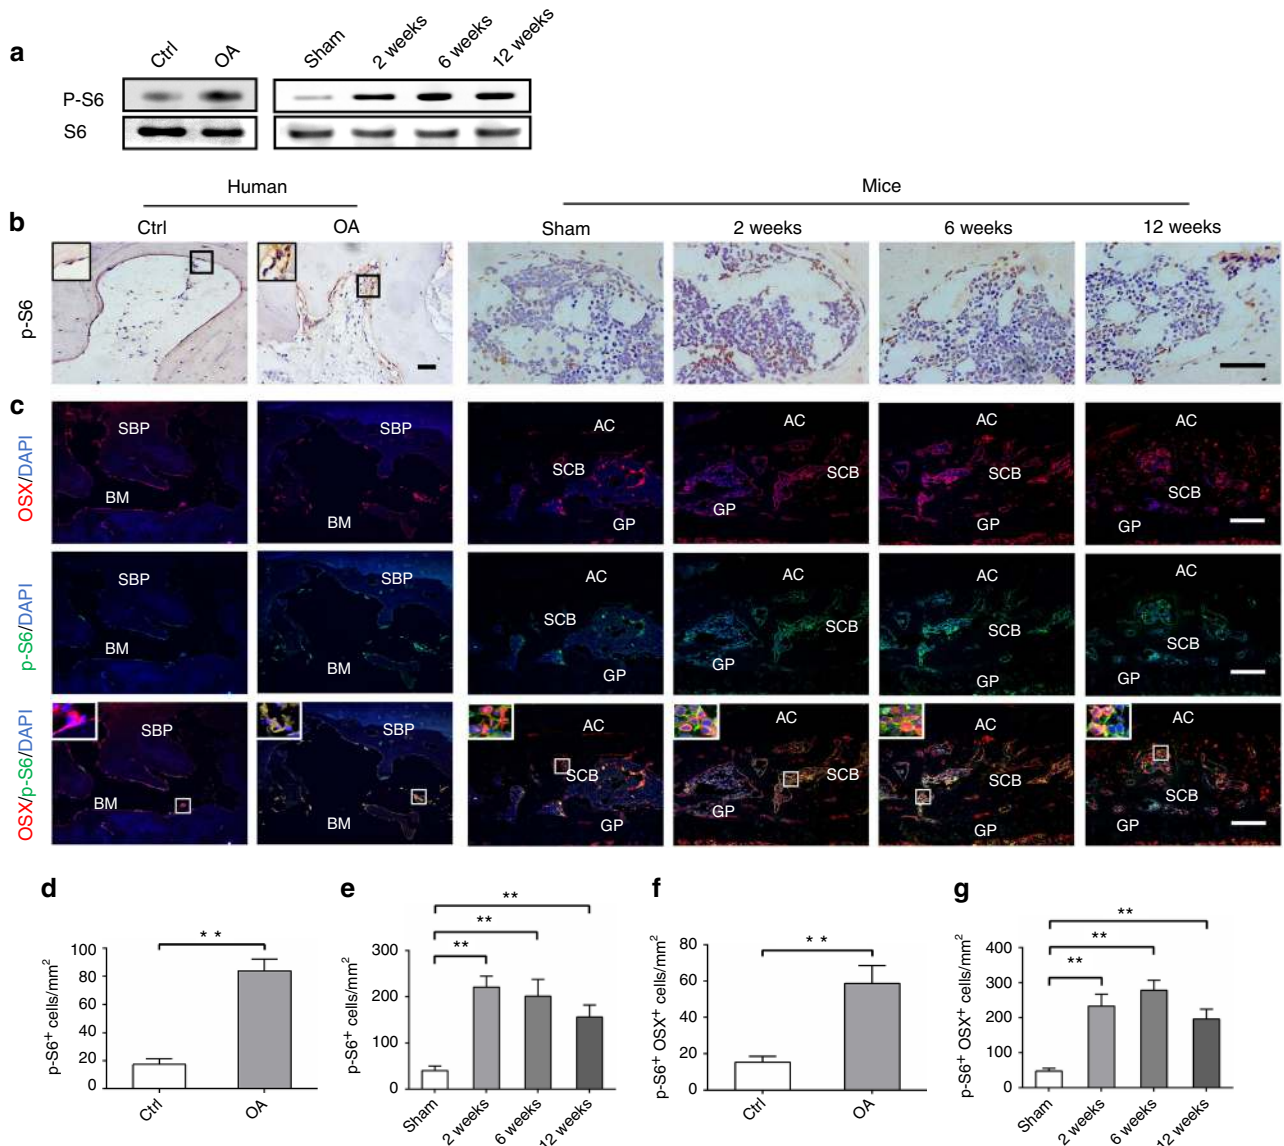 a
Ctrl OA Sham 2 weeks 6 weeks 12 weeks
P-S6
S6
Human Mice
b Ctrl OA Sham 2 weeks 6 weeks 12 weeks
p-S6
c
OSX/DAPI
SBP SBP AC AC AC AC
SCB SCB SCB SCB
BM BM GP GP GP GP
p-S6/DAPI
SBP SBP AC AC AC AC
SCB SCB SCB SCB
BM BM GP GP GP GP
OSX/p-S6/DAPI
SBP SBP AC AC AC AC
SCB SCB SCB SCB
BM BM GP GP GP GP
d
p-S6+ cells/mm2
100
80
60
40
20
0
* *
Ctrl OA
e
p-S6+ cells/mm2
300
200
100
0
**
**
**
Sham 2 weeks 6 weeks 12 weeks
f
p-S6+ OSX+ cells/mm2
80
60
40
20
0
* *
Ctrl OA
g
p-S6+ OSX+ cells/mm2
400
300
200
100
0
**
**
**
Sham 2 weeks 6 weeks 12 weeks